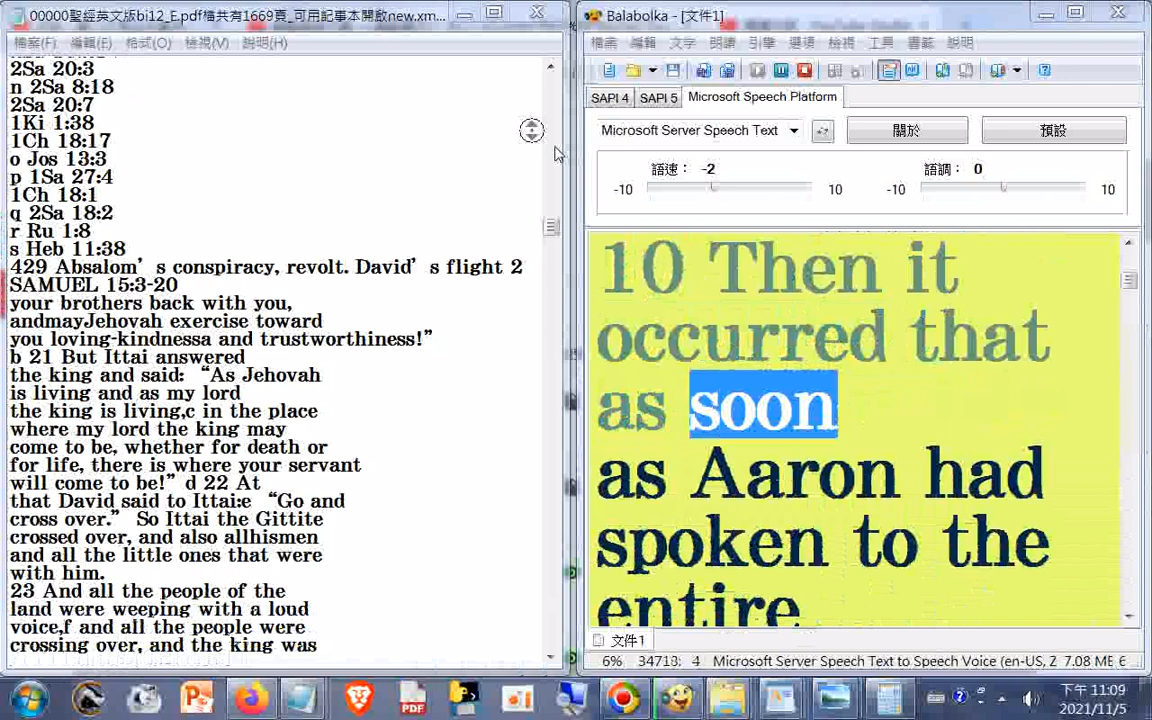 00000聖經英文版bi12_E.pdf檔共有1669頁_可用記事本開啟new.xm...
檔案(F) 編輯(E) 格式(O) 檢視(V) 說明(H)
2Sa 20:3
n 2Sa 8:18
2Sa 20:7
1Ki 1:38
1Ch 18:17
o Jos 13:3
p 1Sa 27:4
1Ch 18:1
q 2Sa 18:2
r Ru 1:8
s Heb 11:38
429 Absalom’s conspiracy, revolt. David’s flight 2
SAMUEL 15:3-20
your brothers back with you,
andmayJehovah exercise toward
you loving-kindnessa and trustworthiness!”
b 21 But Ittai answered
the king and said: “As Jehovah
is living and as my lord
the king is living,c in the place
where my lord the king may
come to be, whether for death or
for life, there is where your servant
will come to be!” d 22 At
that David said to Ittai:e “Go and
cross over.” So Ittai the Gittite
crossed over, and also allhismen
and all the little ones that were
with him.
23 And all the people of the
land were weeping with a loud
voice,f and all the people were
crossing over, and the king was
Balabolka - [文件1]
檔案 編輯 文字 朗讀 引擎 選項 檢視 工具 書籤 說明
SAPI 4 SAPI 5 Microsoft Speech Platform
Microsoft Server Speech Text 關於 預設
語速： -2 語調： 0
-10 10 -10 10
10 Then it
occurred that
as soon
as Aaron had
spoken to the
entire
文件1
6% 34718: 4 Microsoft Server Speech Text to Speech Voice (en-US, 2 7.08 MB 6
PDF
下午 11:09
2021/11/5